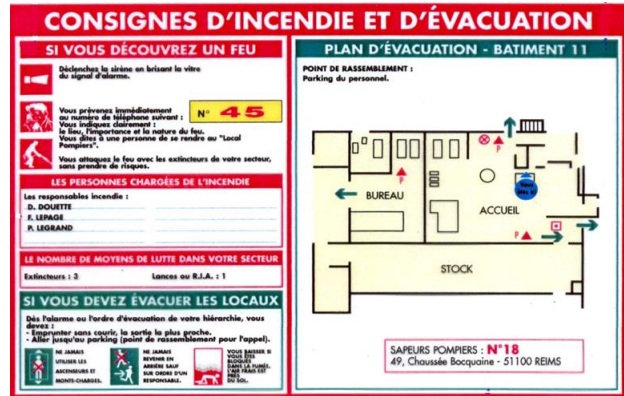 CONSIGNES D'INCENDIE ET D'ÉVACUATION
SI VOUS DÉCOUVREZ UN FEU
Déclenchez la sirène en brisant la vitre
du signal d'alarme.
Vous prévenez immédiatement
au numéro de téléphone suivant :
N° 45
Vous indiquez clairement :
le lieu, l'importance et la nature du feu.
Vous dites à une personne de se rendre au "Local
Pompiers".
Vous attaquez le feu avec les extincteurs de votre secteur,
sans prendre de risques.
LES PERSONNES CHARGÉES DE L'INCENDIE
Les responsables incendie :
D. DOUETTE
F. LEPAGE
P. LEGRAND
LE NOMBRE DE MOYENS DE LUTTE DANS VOTRE SECTEUR
Extincteurs : 3
Lances ou R.I.A. : 1
SI VOUS DEVEZ ÉVACUER LES LOCAUX
Dès l'alarme ou l'ordre d'évacuation de votre hiérarchie, vous
devez :
- Emprunter sans courir, la sortie la plus proche.
- Aller jusqu'au parking (point de rassemblement pour l'appel).
NE JAMAIS
UTILISER LES
ASCENSEURS ET
MONTE-CHARGES.
NE JAMAIS
REVENIR EN
ARRIÈRE SAUF
SUR ORDRE D'UN
RESPONSABLE.
VOUS BAISSER SI
VOUS ÊTES
BLOQUÉS
DANS LA FUMÉE.
L'AIR FRAIS EST
PRÈS
DU SOL.
PLAN D'ÉVACUATION - BATIMENT 11
POINT DE RASSEMBLEMENT :
Parking du personnel.
P
P
Vous
êtes ici
BUREAU
ACCUEIL
P
STOCK
SAPEURS POMPIERS : N°18
49, Chaussée Bocquaine - 51100 REIMS